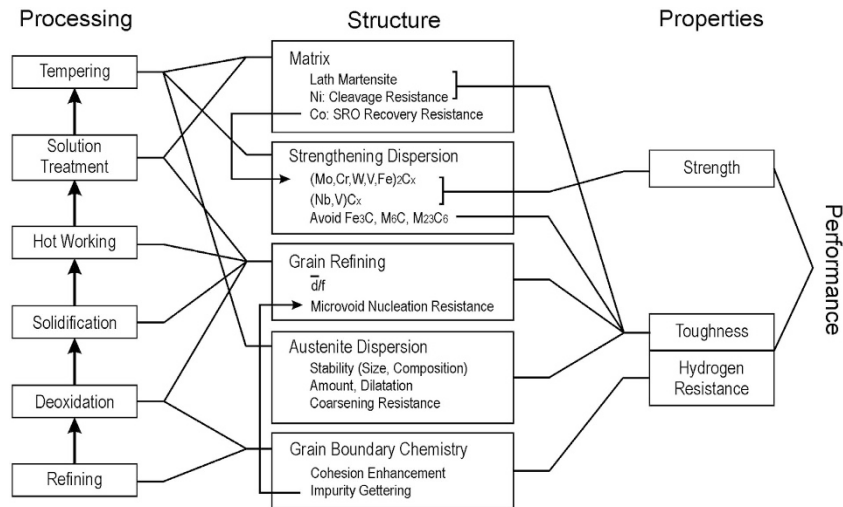 Processing
Structure
Properties
Tempering
Solution
Treatment
Hot Working
Solidification
Deoxidation
Refining
Matrix
Lath Martensite
Ni: Cleavage Resistance
Co: SRO Recovery Resistance
Strengthening Dispersion
(Mo,Cr,W,V,Fe)2Cx
(Nb,V)Cx
Avoid Fe3C, M6C, M23C6
Grain Refining
d̅/f
Microvoid Nucleation Resistance
Austenite Dispersion
Stability (Size, Composition)
Amount, Dilatation
Coarsening Resistance
Grain Boundary Chemistry
Cohesion Enhancement
Impurity Gettering
Strength
Toughness
Hydrogen
Resistance
Performance